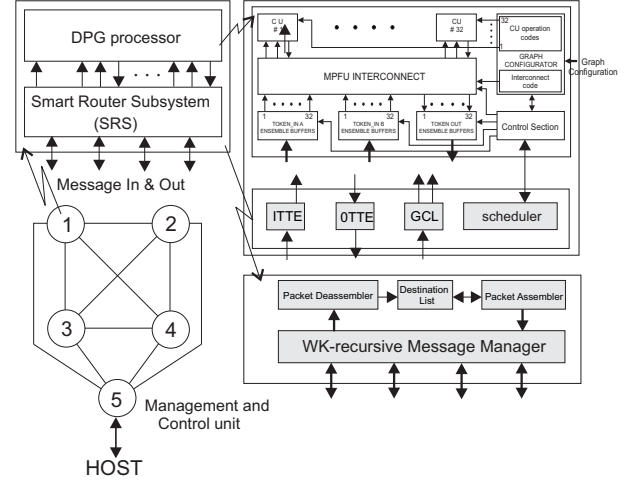 DPG processor
Smart Router Subsystem
(SRS)
Message In & Out
1
2
3
4
5
Management and
Control unit
HOST
C U
# 1
CU
# 32
32
1
CU operation
codes
GRAPH
CONFIGURATOR
Interconnect
code
Graph
Configuration
MPFU INTERCONNECT
1 32
TOKEN_IN A
ENSEMBLE BUFFERS
1 32
TOKEN_IN B
ENSEMBLE BUFFERS
1 32
TOKEN OUT
ENSEMBLE BUFFERS
Control Section
ITTE
0TTE
GCL
scheduler
Packet Deassembler
Destination
List
Packet Assembler
WK-recursive Message Manager